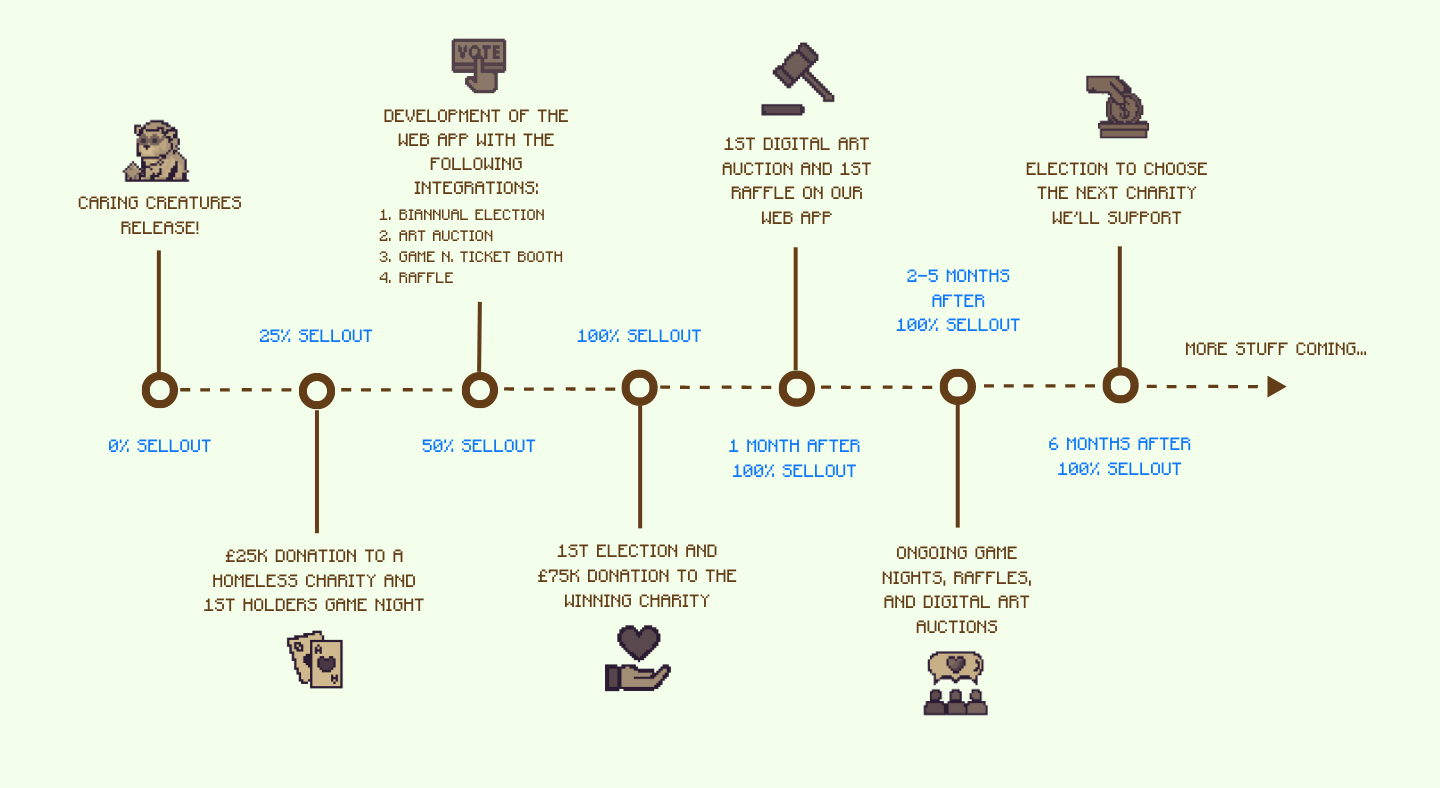 VOTE
DEVELOPMENT OF THE
WEB APP WITH THE
FOLLOWING
INTEGRATIONS:
1. BIANNUAL ELECTION
2. ART AUCTION
3. GAME N. TICKET BOOTH
4. RAFFLE
1ST DIGITAL ART
AUCTION AND 1ST
RAFFLE ON OUR
WEB APP
$
ELECTION TO CHOOSE
THE NEXT CHARITY
WE'LL SUPPORT
CARING CREATURES
RELEASE!
25% SELLOUT
100% SELLOUT
2-5 MONTHS
AFTER
100% SELLOUT
MORE STUFF COMING...
0% SELLOUT
50% SELLOUT
1 MONTH AFTER
100% SELLOUT
6 MONTHS AFTER
100% SELLOUT
£25K DONATION TO A
HOMELESS CHARITY AND
1ST HOLDERS GAME NIGHT
A
1ST ELECTION AND
£75K DONATION TO THE
WINNING CHARITY
ONGOING GAME
NIGHTS, RAFFLES,
AND DIGITAL ART
AUCTIONS